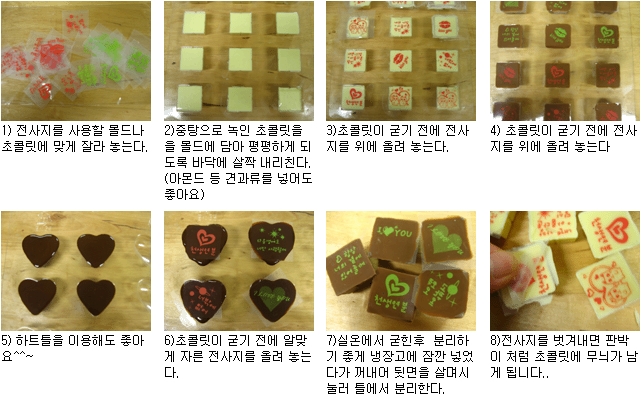 1) 전사지를 사용할 몰드나
초콜릿에 맞게 잘라 놓는다.
2)중탕으로 녹인 초콜릿을
을 몰드에 담아 평평하게 되
도록 바닥에 살짝 내리친다.
(아몬드 등 견과류를 넣어도
좋아요)
3)초콜릿이 굳기 전에 전사
지를 위에 올려 놓는다.
4) 초콜릿이 굳기 전에 전사
지를 위에 올려 놓는다
5) 하트틀을 이용해도 좋아
요^^~
6)초콜릿이 굳기 전에 알맞
게 자른 전사지를 올려 놓는
다.
I ♥ YOU
7)실온에서 굳힌후 분리하
기 좋게 냉장고에 잠깐 넣었
다가 꺼내어 뒷면을 살며시
눌러 틀에서 분리한다.
8)전사지를 벗겨내면 판박
이 처럼 초콜릿에 무늬가 남
게 됩니다..